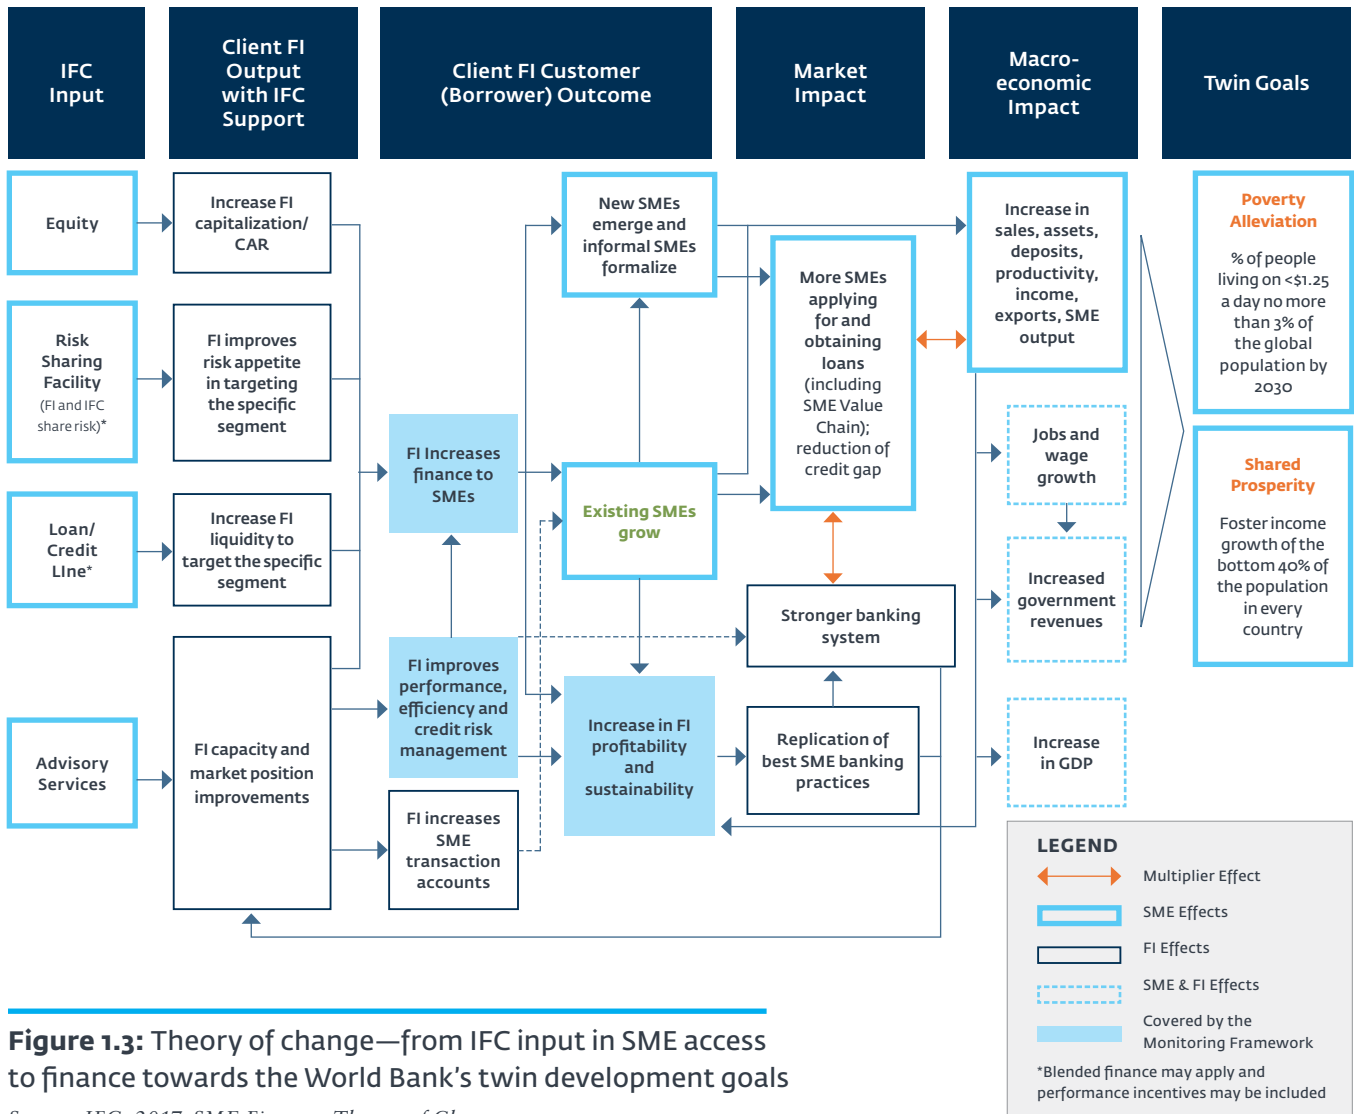 IFC
Input
Client FI
Output
with IFC
Support
Client FI Customer
(Borrower) Outcome
Market
Impact
Macro-
economic
Impact
Twin Goals
Equity
Risk
Sharing
Facility
(FI and IFC
share risk)*
Loan/
Credit
LIne*
Advisory
Services
Increase FI
capitalization/
CAR
FI improves
risk appetite
in targeting
the specific
segment
Increase FI
liquidity to
target the specific
segment
FI capacity and
market position
improvements
FI Increases
finance to
SMEs
FI improves
performance,
efficiency and
credit risk
management
FI increases
SME
transaction
accounts
New SMEs
emerge and
informal SMEs
formalize
Existing SMEs
grow
Increase in FI
profitability
and
sustainability
More SMEs
applying
for and
obtaining
loans
(including
SME Value
Chain);
reduction of
credit gap
Stronger banking
system
Replication of
best SME banking
practices
Increase in
sales, assets,
deposits,
productivity,
income,
exports, SME
output
Jobs and
wage
growth
Increased
government
revenues
Increase
in GDP
Poverty
Alleviation
% of people
living on <$1.25
a day no more
than 3% of
the global
population by
2030
Shared
Prosperity
Foster income
growth of the
bottom 40% of
the population
in every
country
LEGEND
Multiplier Effect
SME Effects
FI Effects
SME & FI Effects
Covered by the
Monitoring Framework
*Blended finance may apply and
performance incentives may be included
Figure 1.3: Theory of change—from IFC input in SME access
to finance towards the World Bank's twin development goals